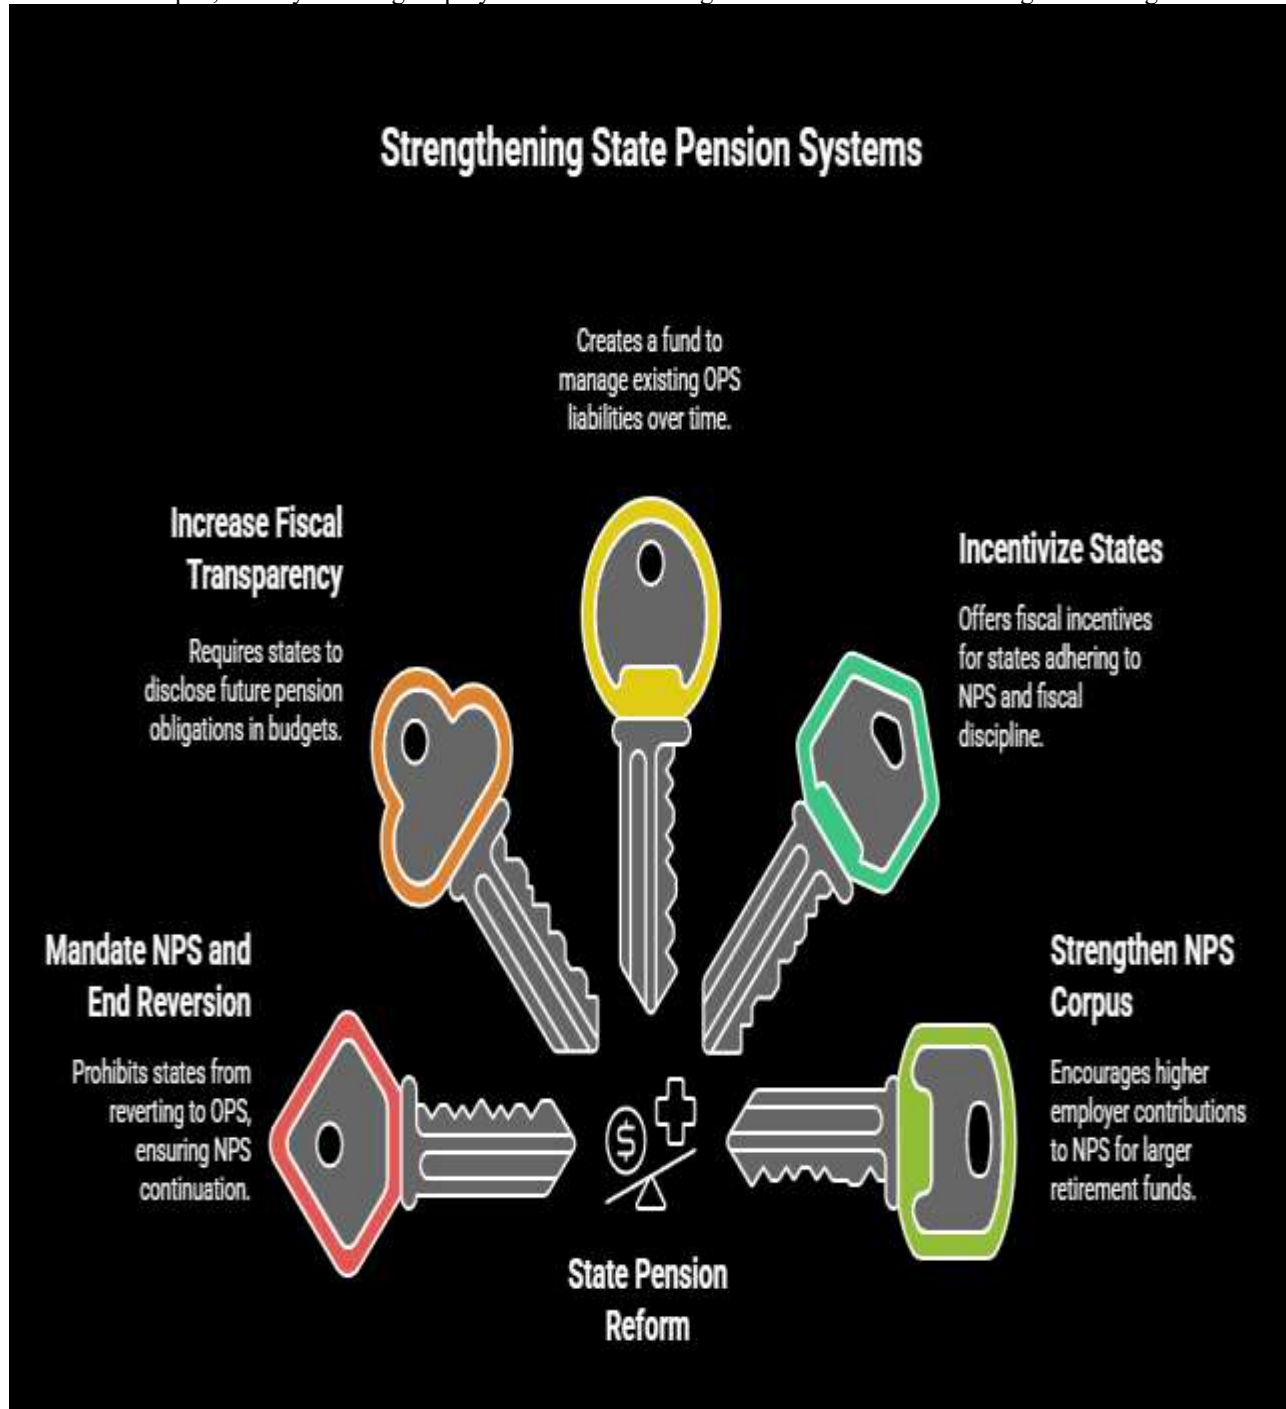 Strengthening State Pension Systems
Creates a fund to
manage existing OPS
liabilities over time.
Increase Fiscal
Transparency
Requires states to
disclose future pension
obligations in budgets.
Incentivize States
Offers fiscal incentives
for states adhering to
NPS and fiscal
discipline.
Mandate NPS and
End Reversion
Prohibits states from
reverting to OPS,
ensuring NPS
continuation.
Strengthen NPS
Corpus
Encourages higher
employer contributions
to NPS for larger
retirement funds.
$
State Pension
Reform